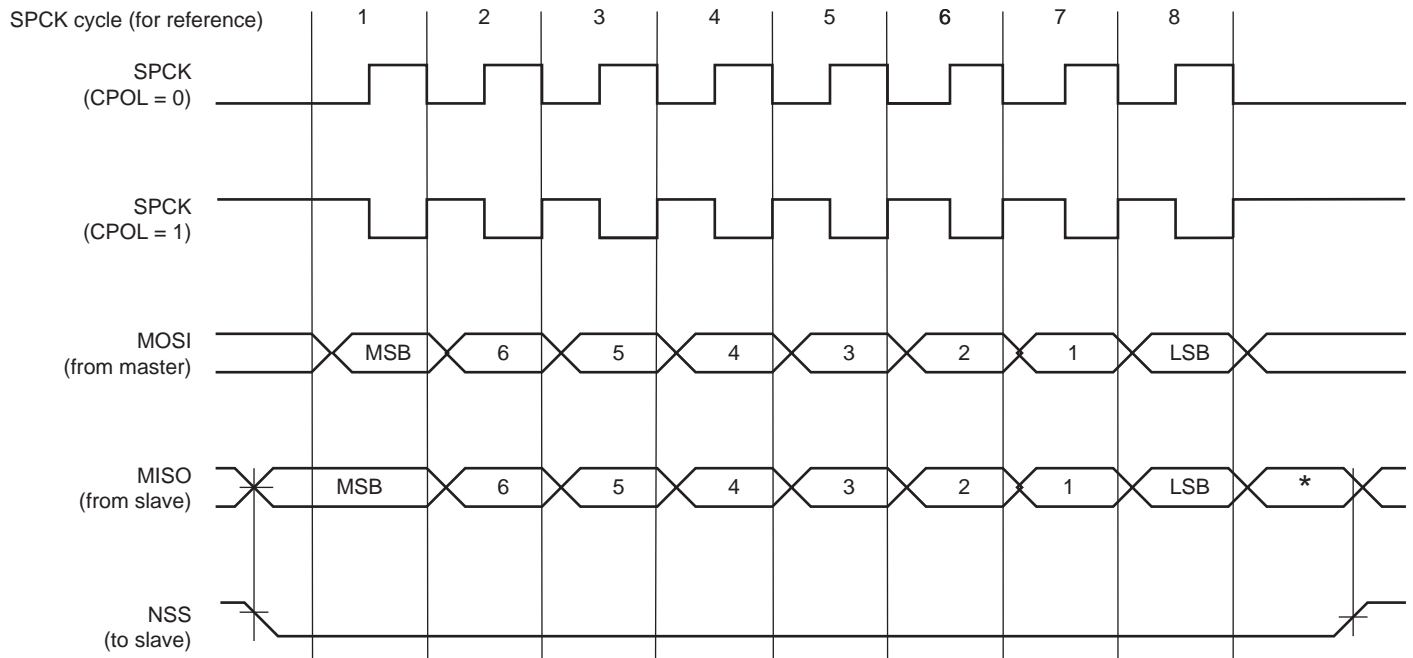 SPCK cycle (for reference) 1 2 3 4 5 6 7 8
SPCK
(CPOL = 0)
SPCK
(CPOL = 1)
MOSI
(from master)
MSB 6 5 4 3 2 1 LSB
MISO
(from slave)
MSB 6 5 4 3 2 1 LSB *
NSS
(to slave)